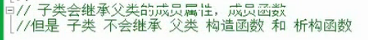 // 子类会继承父类的成员属性，成员函数
//但是 子类 不会继承 父类 构造函数 和 析构函数